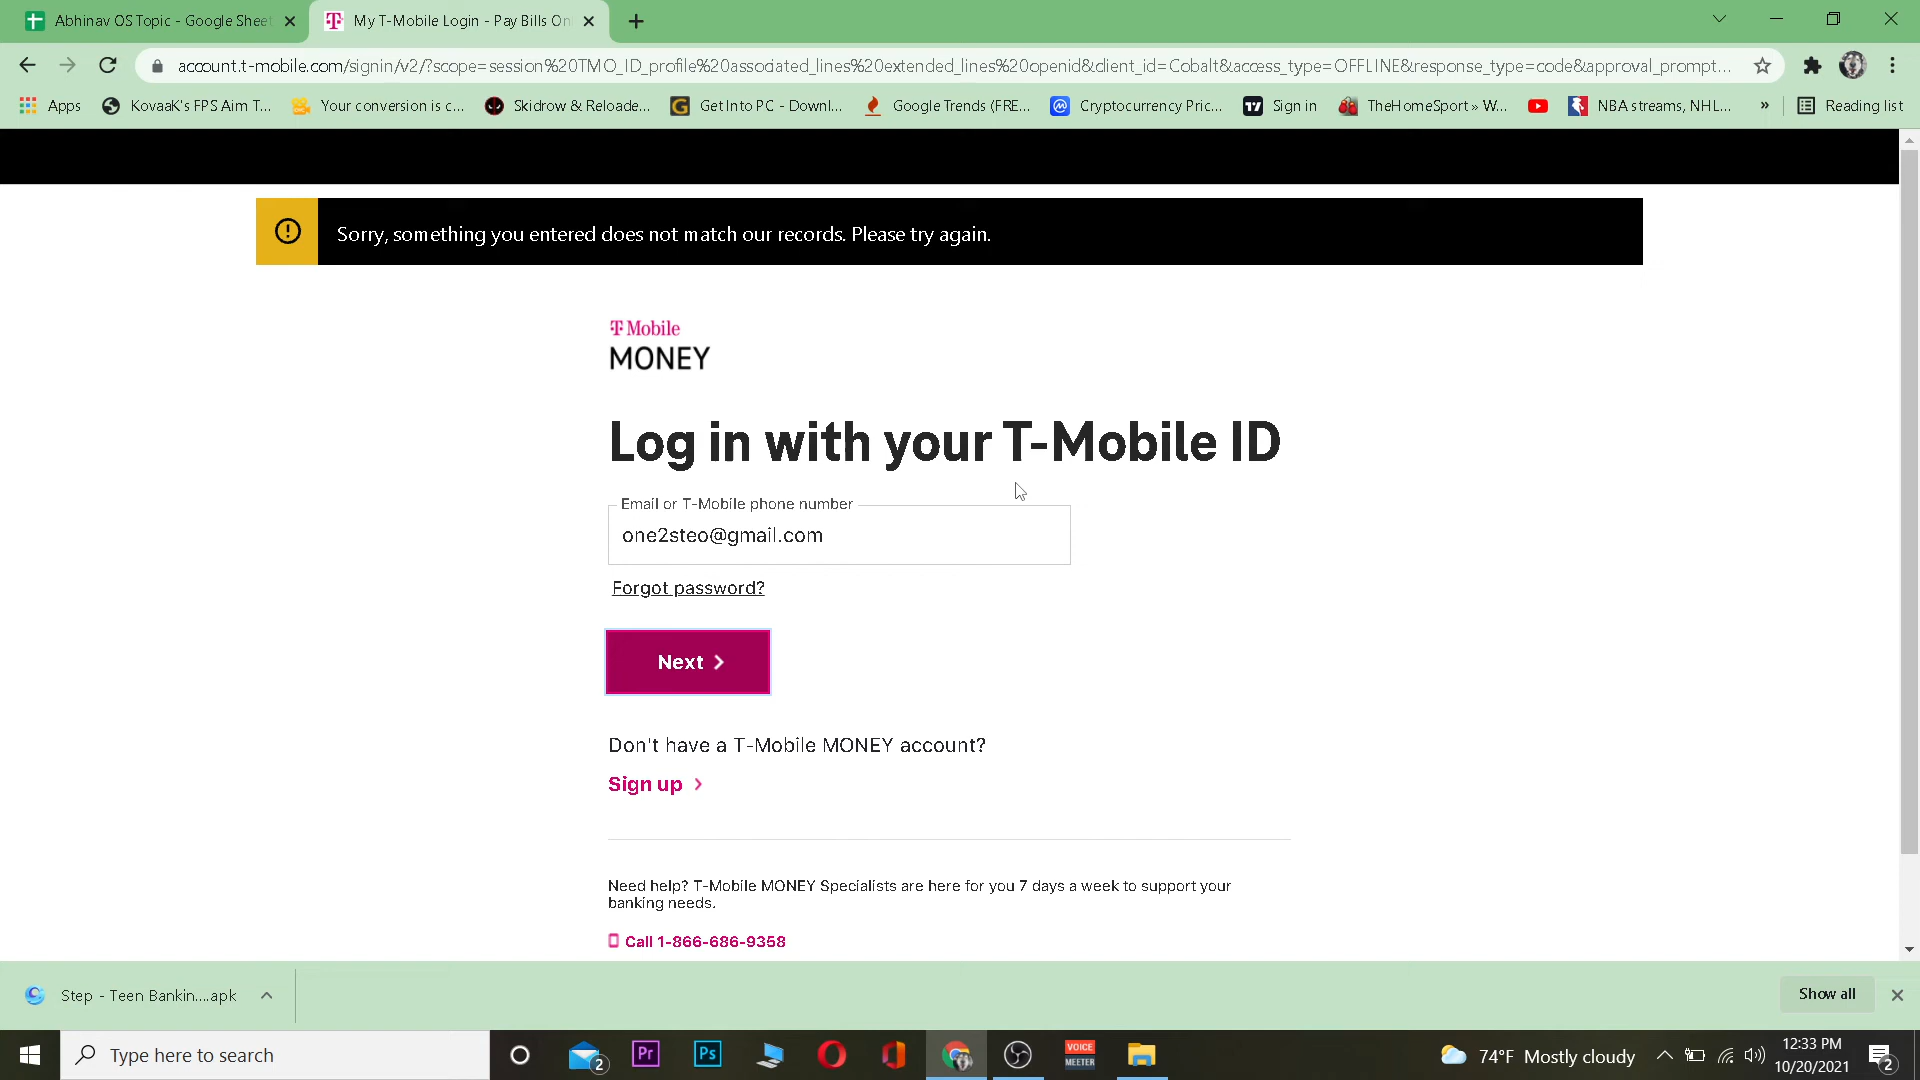 Abhinav OS Topic - Google Sheet
My T-Mobile Login - Pay Bills On
account.t-mobile.com/signin/v2/?scope=session%20TMO_ID_profile%20associated_lines%20extended_lines%20openid&client_id=Cobalt&access_type=OFFLINE&response_type=code&approval_prompt...
Apps
KovaaK's FPS Aim T...
Your conversion is c...
Skidrow & Reloade...
Get Into PC - Downl...
Google Trends (FRE...
Cryptocurrency Pric...
Sign in
TheHomeSport » W...
NBA streams, NHL...
»
Reading list
Sorry, something you entered does not match our records. Please try again.
T Mobile
MONEY
Log in with your T-Mobile ID
Email or T-Mobile phone number
one2steo@gmail.com
Forgot password?
Next
Don't have a T-Mobile MONEY account?
Sign up
Need help? T-Mobile MONEY Specialists are here for you 7 days a week to support your
banking needs.
Call 1-866-686-9358
Step - Teen Bankin....apk
Show all
Type here to search
2
Pr
Ps
VOICE
MEETER
74°F Mostly cloudy
12:33 PM
10/20/2021
2